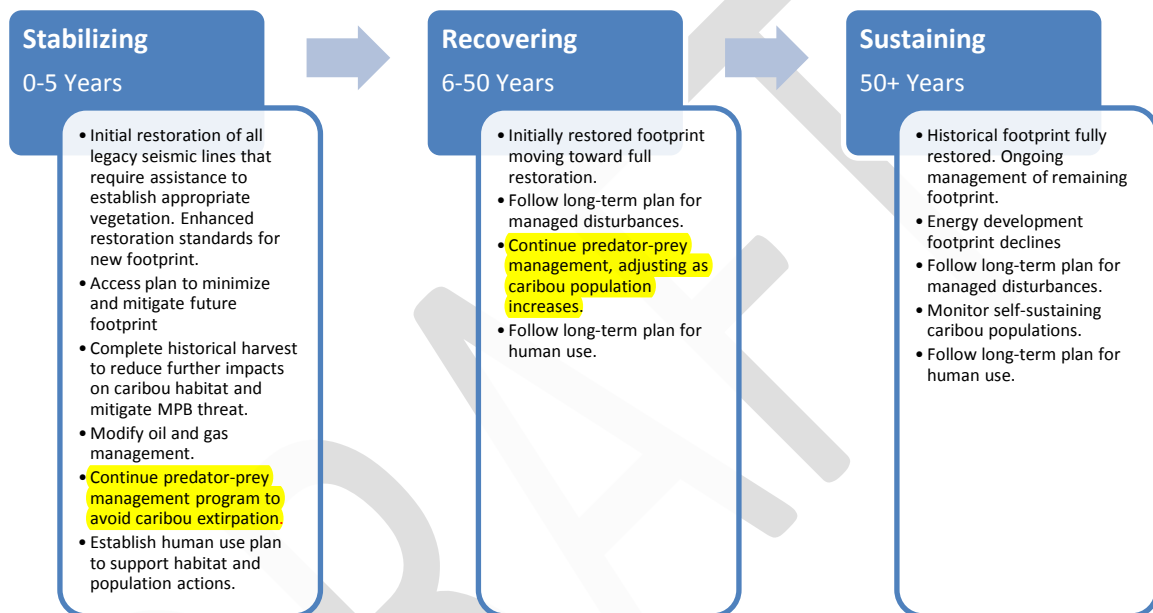 Stabilizing
0-5 Years
• Initial restoration of all
legacy seismic lines that
require assistance to
establish appropriate
vegetation. Enhanced
restoration standards for
new footprint.
• Access plan to minimize
and mitigate future
footprint
• Complete historical harvest
to reduce further impacts
on caribou habitat and
mitigate MPB threat.
• Modify oil and gas
management.
• Continue predator-prey
management program to
avoid caribou extirpation.
• Establish human use plan
to support habitat and
population actions.
Recovering
6-50 Years
• Initially restored footprint
moving toward full
restoration.
• Follow long-term plan for
managed disturbances.
• Continue predator-prey
management, adjusting as
caribou population
increases.
• Follow long-term plan for
human use.
Sustaining
50+ Years
• Historical footprint fully
restored. Ongoing
management of remaining
footprint.
• Energy development
footprint declines
• Follow long-term plan for
managed disturbances.
• Monitor self-sustaining
caribou populations.
• Follow long-term plan for
human use.